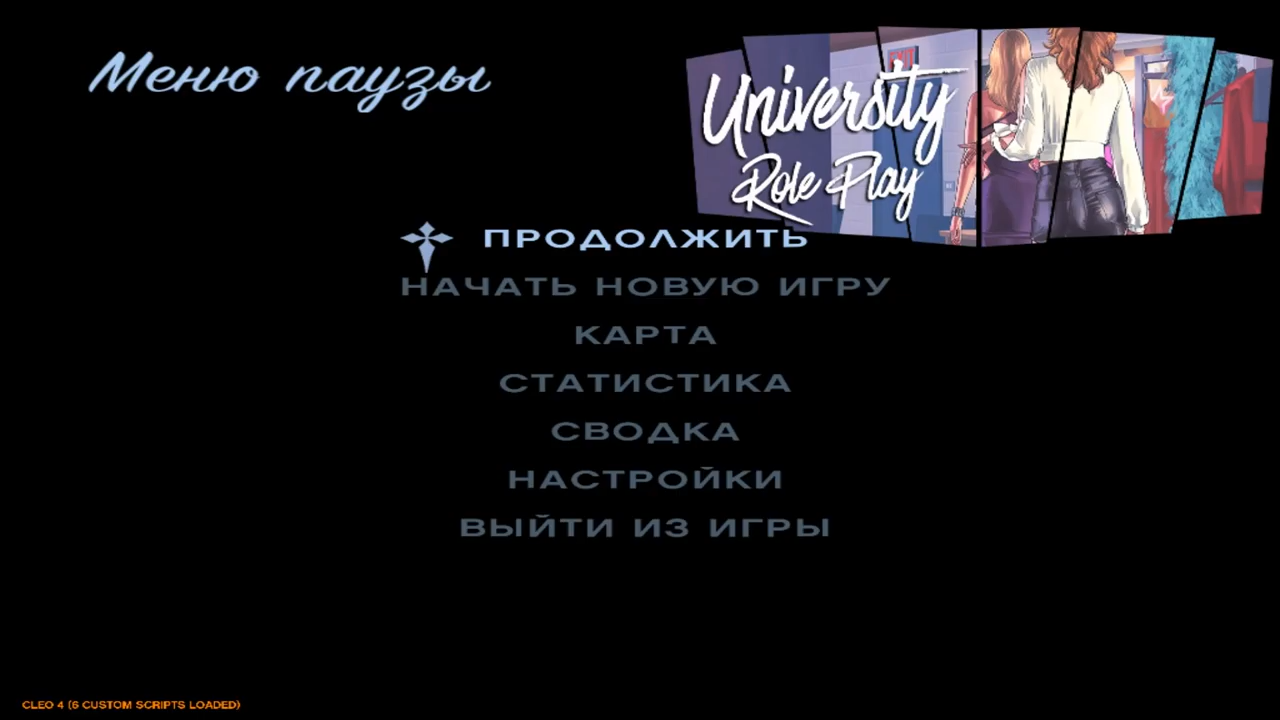 Меню паузы
EXIT
University
Role Play
ПРОДОЛЖИТЬ
НАЧАТЬ НОВУЮ ИГРУ
КАРТА
СТАТИСТИКА
СВОДКА
НАСТРОЙКИ
ВЫЙТИ ИЗ ИГРЫ
CLEO 4 (6 CUSTOM SCRIPTS LOADED)